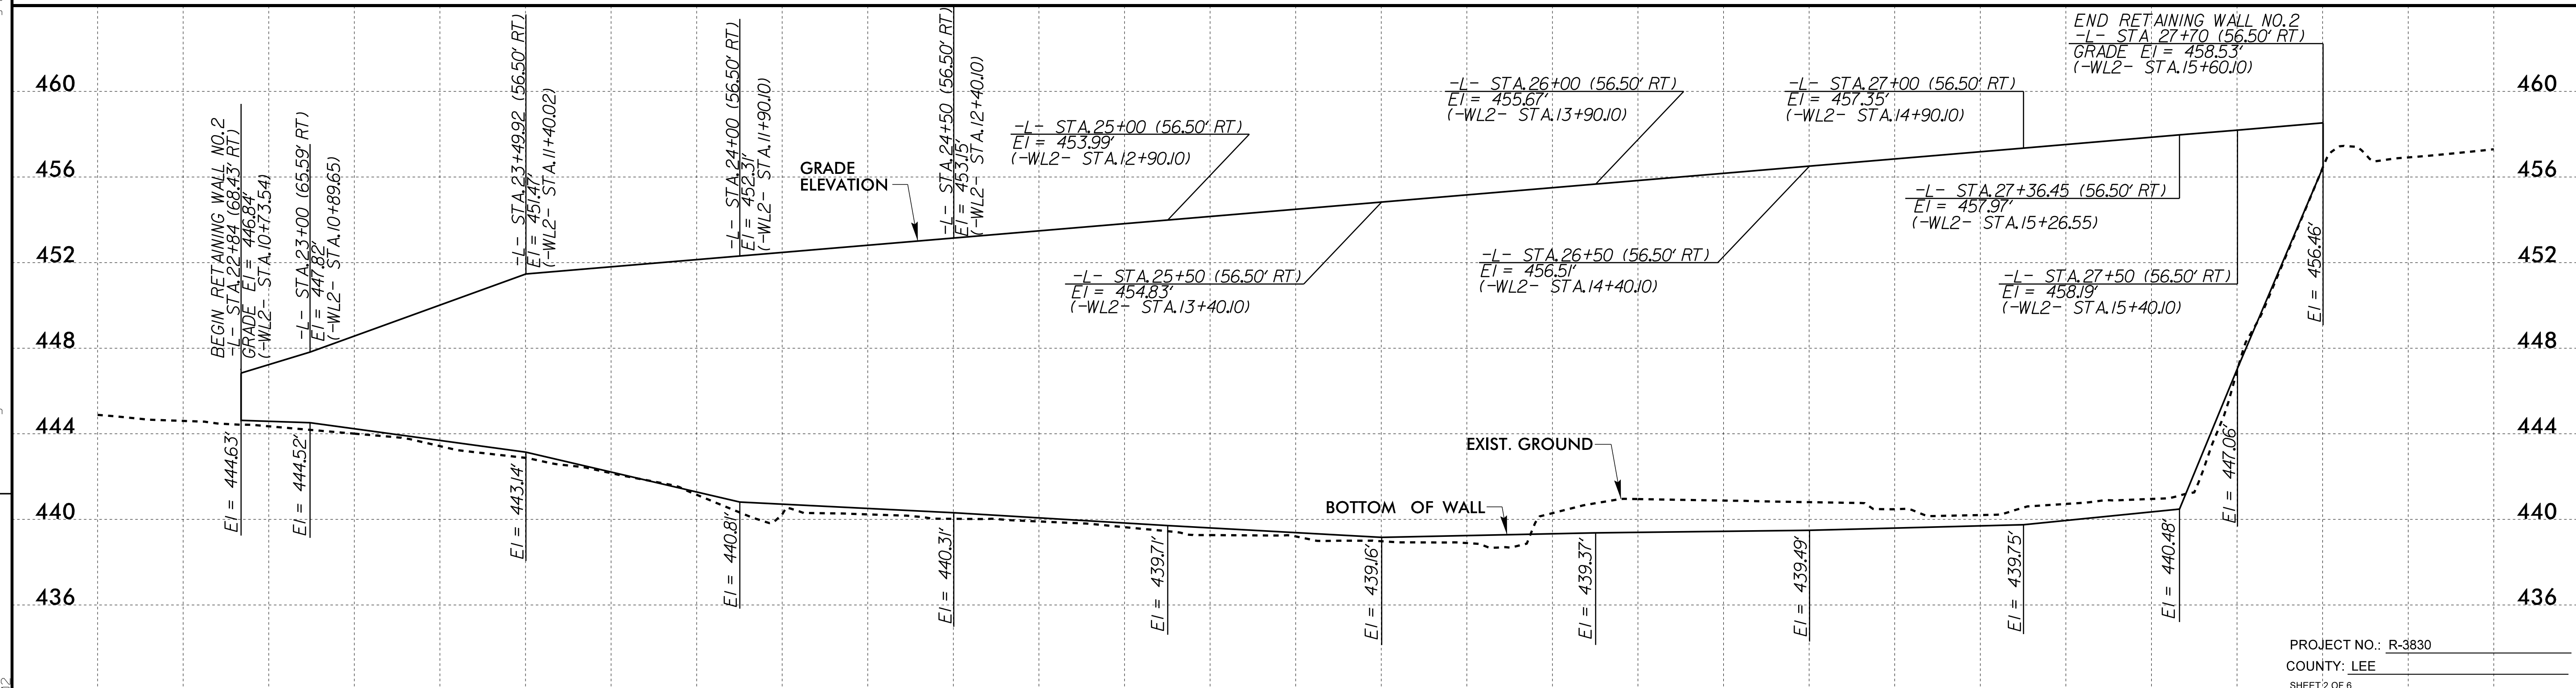 460
456
452
448
444
440
436
BEGIN RETAINING WALL NO.2
-L- STA.22+84 (68.43' RT)
GRADE El = 446.84'
(-WL2- STA.10+73.54)
-L- STA.23+00 (65.59' RT)
El = 447.82'
(-WL2- STA.10+89.65)
-L- STA.23+49.92 (56.50' RT)
El = 451.47'
(-WL2- STA.11+40.02)
-L- STA.24+00 (56.50' RT)
El = 452.31'
(-WL2- STA.11+90.10)
GRADE
ELEVATION
-L- STA.24+50 (56.50' RT)
El = 453.15'
(-WL2- STA.12+40.10)
-L- STA.25+00 (56.50' RT)
El = 453.99'
(-WL2- STA.12+90.10)
-L- STA.25+50 (56.50' RT)
El = 454.83'
(-WL2- STA.13+40.10)
-L- STA.26+00 (56.50' RT)
El = 455.67'
(-WL2- STA.13+90.10)
-L- STA.26+50 (56.50' RT)
El = 456.51'
(-WL2- STA.14+40.10)
-L- STA.27+00 (56.50' RT)
El = 457.35'
(-WL2- STA.14+90.10)
-L- STA.27+36.45 (56.50' RT)
El = 457.97'
(-WL2- STA.15+26.55)
-L- STA.27+50 (56.50' RT)
El = 458.19'
(-WL2- STA.15+40.10)
END RETAINING WALL NO.2
-L- STA 27+70 (56.50' RT)
GRADE El = 458.53'
(-WL2- STA.15+60.10)
EXIST. GROUND
BOTTOM OF WALL
El = 444.63'
El = 444.52'
El = 443.14'
El = 440.81'
El = 440.31'
El = 439.71'
El = 439.16'
El = 439.37'
El = 439.49'
El = 439.75'
El = 440.48'
El = 447.06'
El = 456.46'
460
456
452
448
444
440
436
PROJECT NO.: R-3830
COUNTY: LEE
SHEET 2 OF 6